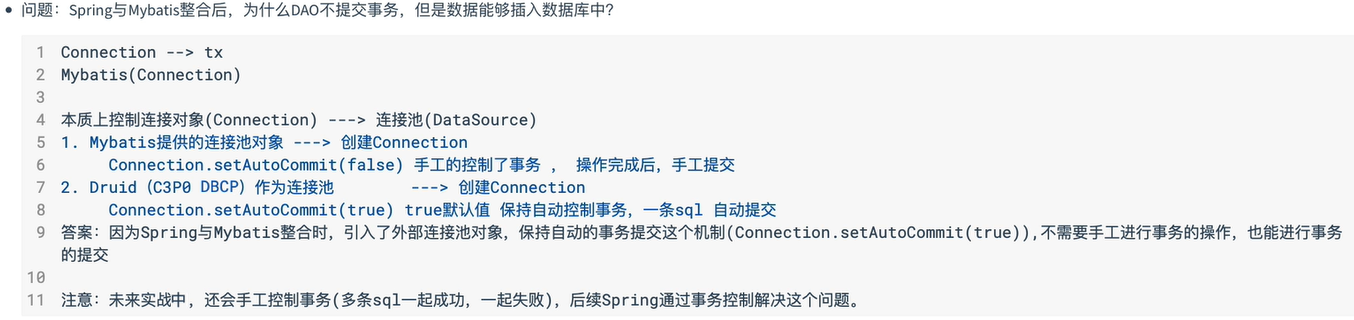 • 问题：Spring与Mybatis整合后，为什么DAO不提交事务，但是数据能够插入数据库中？
1 Connection --> tx
2 Mybatis(Connection)
3
4 本质上控制连接对象(Connection) ---> 连接池(DataSource)
5 1. Mybatis提供的连接池对象 ---> 创建Connection
6 Connection.setAutoCommit(false) 手工的控制了事务 ， 操作完成后，手工提交
7 2. Druid（C3P0 DBCP）作为连接池 ---> 创建Connection
8 Connection.setAutoCommit(true) true默认值 保持自动控制事务，一条sql 自动提交
9 答案：因为Spring与Mybatis整合时，引入了外部连接池对象，保持自动的事务提交这个机制(Connection.setAutoCommit(true)),不需要手工进行事务的操作，也能进行事务
的提交
10
11 注意：未来实战中，还会手工控制事务(多条sql一起成功，一起失败)，后续Spring通过事务控制解决这个问题。